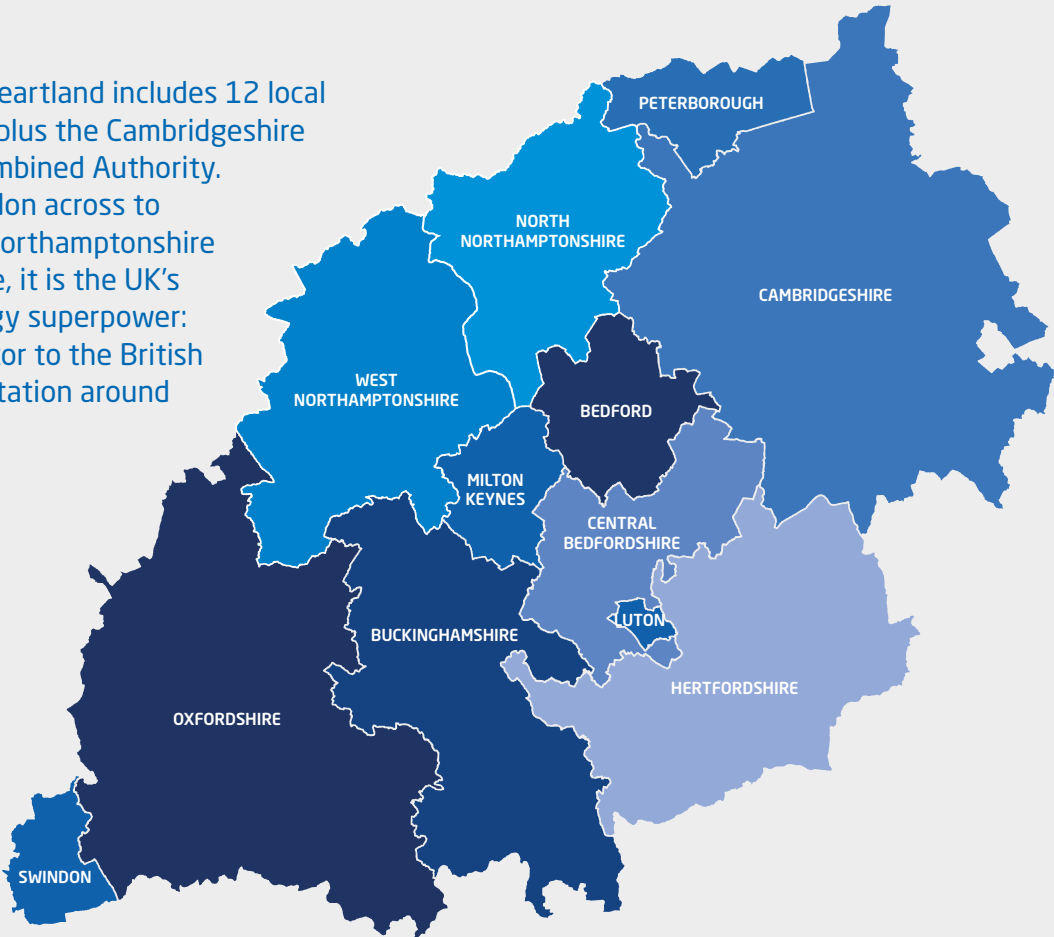 eartland includes 12 local
plus the Cambridgeshire
mbined Authority.
don across to
orthamptonshire
e, it is the UK's
gy superpower:
tor to the British
tation around
PETERBOROUGH
NORTH
NORTHAMPTONSHIRE
CAMBRIDGESHIRE
WEST
NORTHAMPTONSHIRE
BEDFORD
MILTON
KEYNES
CENTRAL
BEDFORDSHIRE
LUTON
BUCKINGHAMSHIRE
HERTFORDSHIRE
OXFORDSHIRE
SWINDON